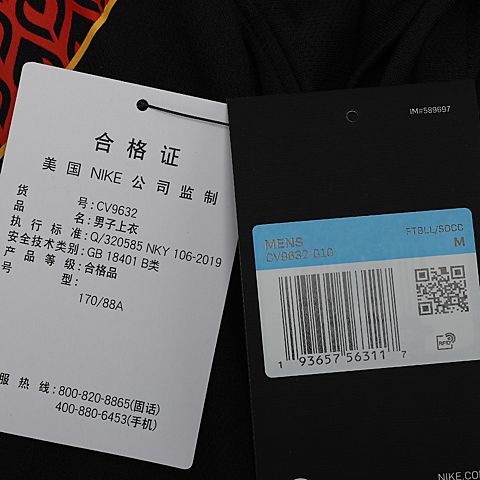 合格证
美国 NIKE 公司监制
货号:CV9632
品名:男子上衣
执行标准:Q/320585 NKY 106-2019
安全技术类别:GB 18401 B类
产品等级:合格品
号型:
170/88A
服务热线:800-820-8865(固话)
400-880-6453(手机)
IM#589697
FTBLL/SOCC
MENS M
CV9632-010
RFID
1 93657 56311 7
NIKE.CO